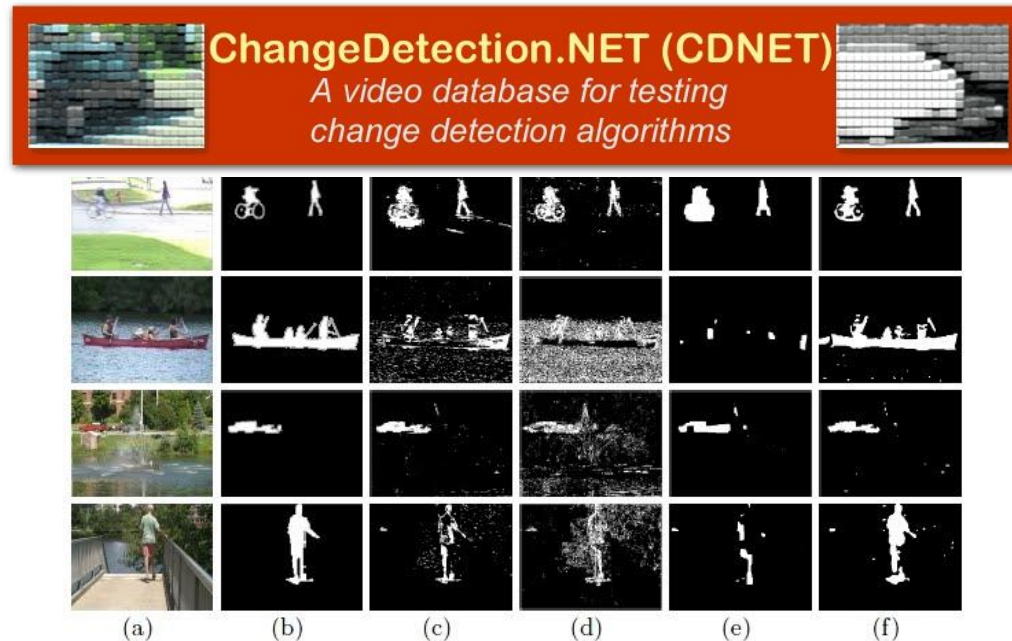 ChangeDetection.NET (CDNET)
A video database for testing
change detection algorithms
(a) (b) (c) (d) (e) (f)